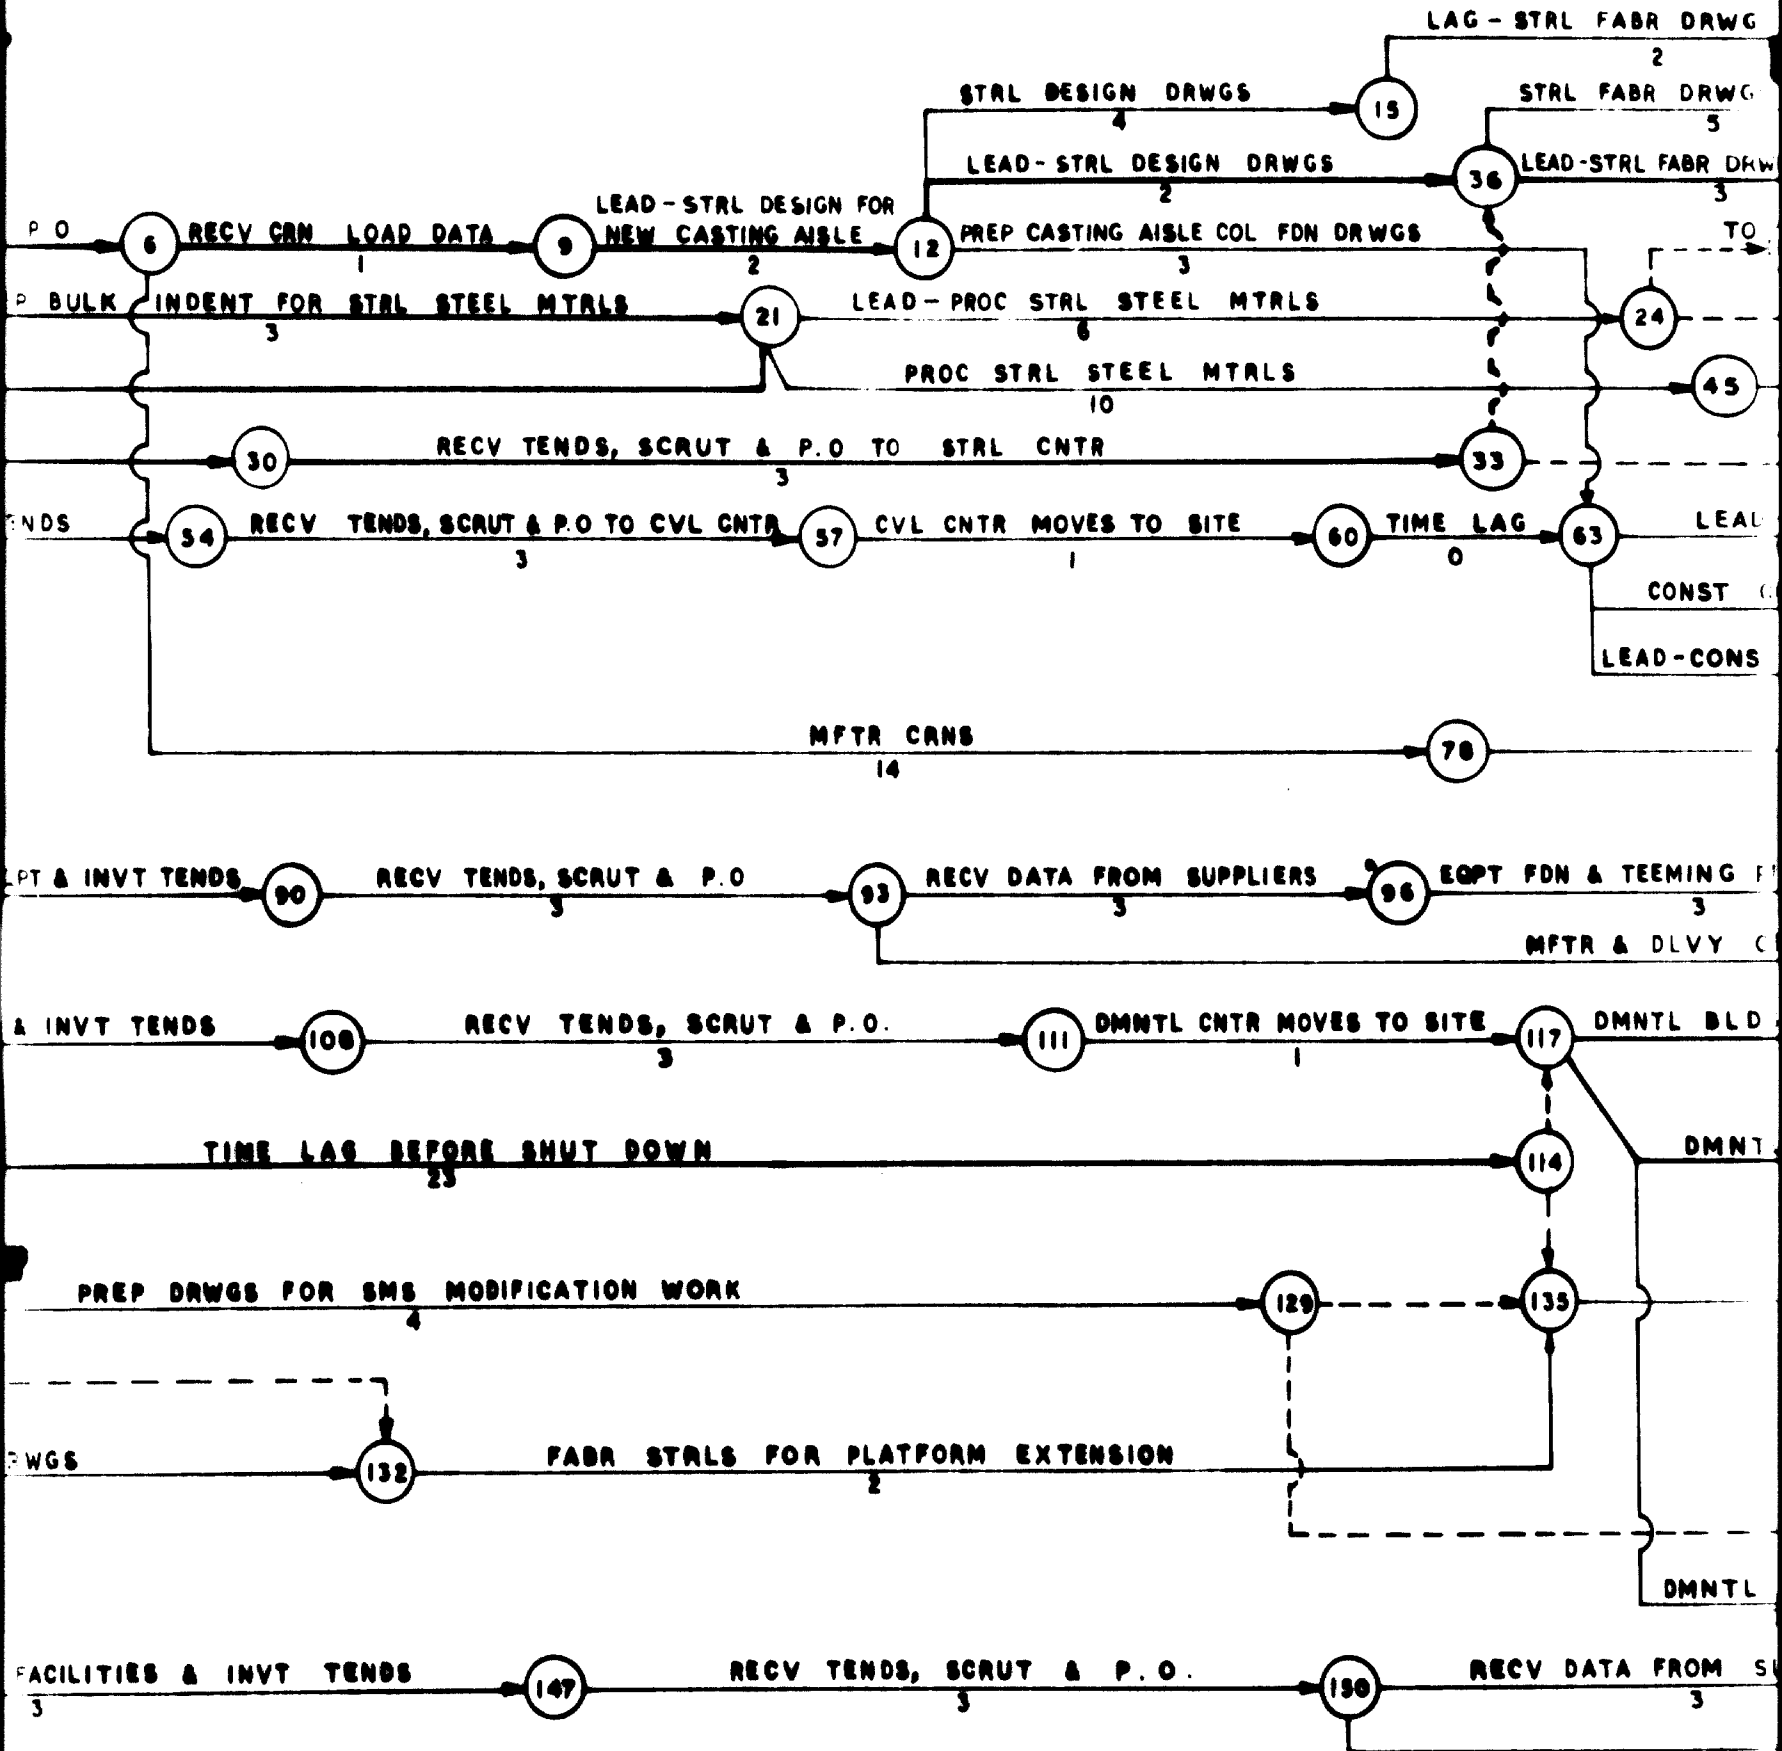 LAG - STRL FABR DRWG
2
STRL DESIGN DRWGS
4
15
STRL FABR DRWG
5
LEAD - STRL DESIGN DRWGS
2
36
LEAD-STRL FABR
3
P O
6
RECV CRN LOAD DATA
1
9
LEAD - STRL DESIGN FOR
NEW CASTING AISLE
2
12
PREP CASTING AISLE COL FDN DRWGS
3
TO
BULK INDENT FOR STRL STEEL MTRLS
3
21
LEAD - PROC STRL STEEL MTRLS
6
24
PROC STRL STEEL MTRLS
10
45
30
RECV TENDS, SCRUT & P.O TO STRL CNTR
3
33
54
RECV TENDS, SCRUT & P.O TO CVL CNTR
3
57
CVL CNTR MOVES TO SITE
1
60
TIME LAG
0
63
CONST
LEAD-CONS
MFTR CRNS
14
78
& INVT TENDS
90
RECV TENDS, SCRUT & P.O
3
93
RECV DATA FROM SUPPLIERS
3
96
EQPT FDN & TEEMING
3
MFTR & DLVY
& INVT TENDS
108
RECV TENDS, SCRUT & P.O.
3
111
DMNTL CNTR MOVES TO SITE
1
117
DMNTL BLD
TIME LAG BEFORE SHUT DOWN
23
114
DMNT
PREP DRWGS FOR SMS MODIFICATION WORK
4
129
135
WGS
132
FABR STRLS FOR PLATFORM EXTENSION
2
DMNTL
FACILITIES & INVT TENDS
3
147
RECV TENDS, SCRUT & P.O.
3
RECV DATA FROM
3